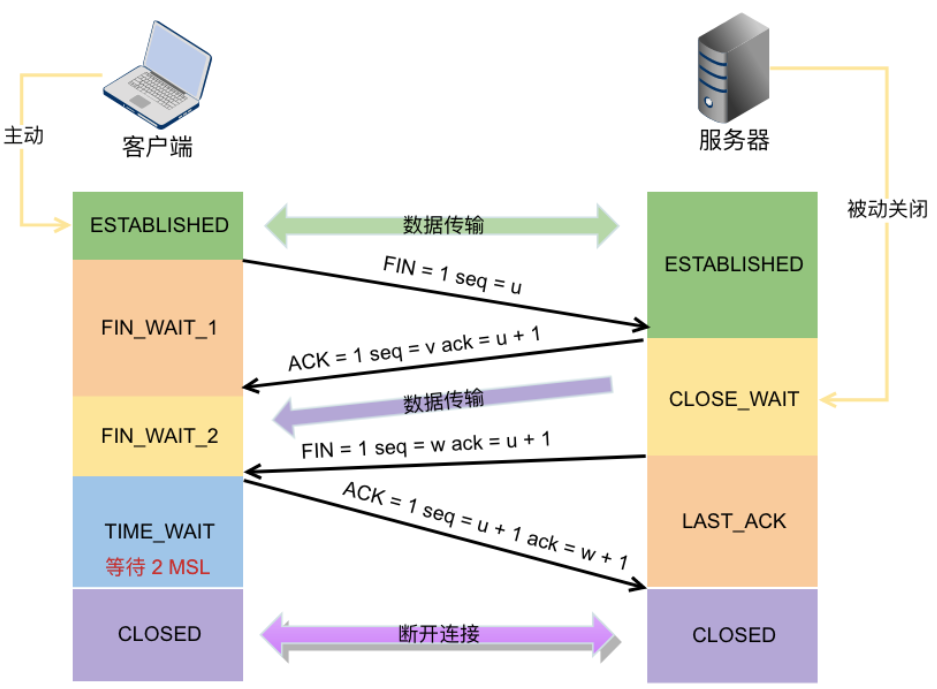 主动
客户端
服务器
被动关闭
ESTABLISHED
数据传输
ESTABLISHED
FIN = 1 seq = u
FIN_WAIT_1
ACK = 1 seq = v ack = u + 1
数据传输
CLOSE_WAIT
FIN_WAIT_2
FIN = 1 seq = w ack = u + 1
ACK = 1 seq = u + 1 ack = w + 1
TIME_WAIT
等待 2 MSL
LAST_ACK
CLOSED
断开连接
CLOSED